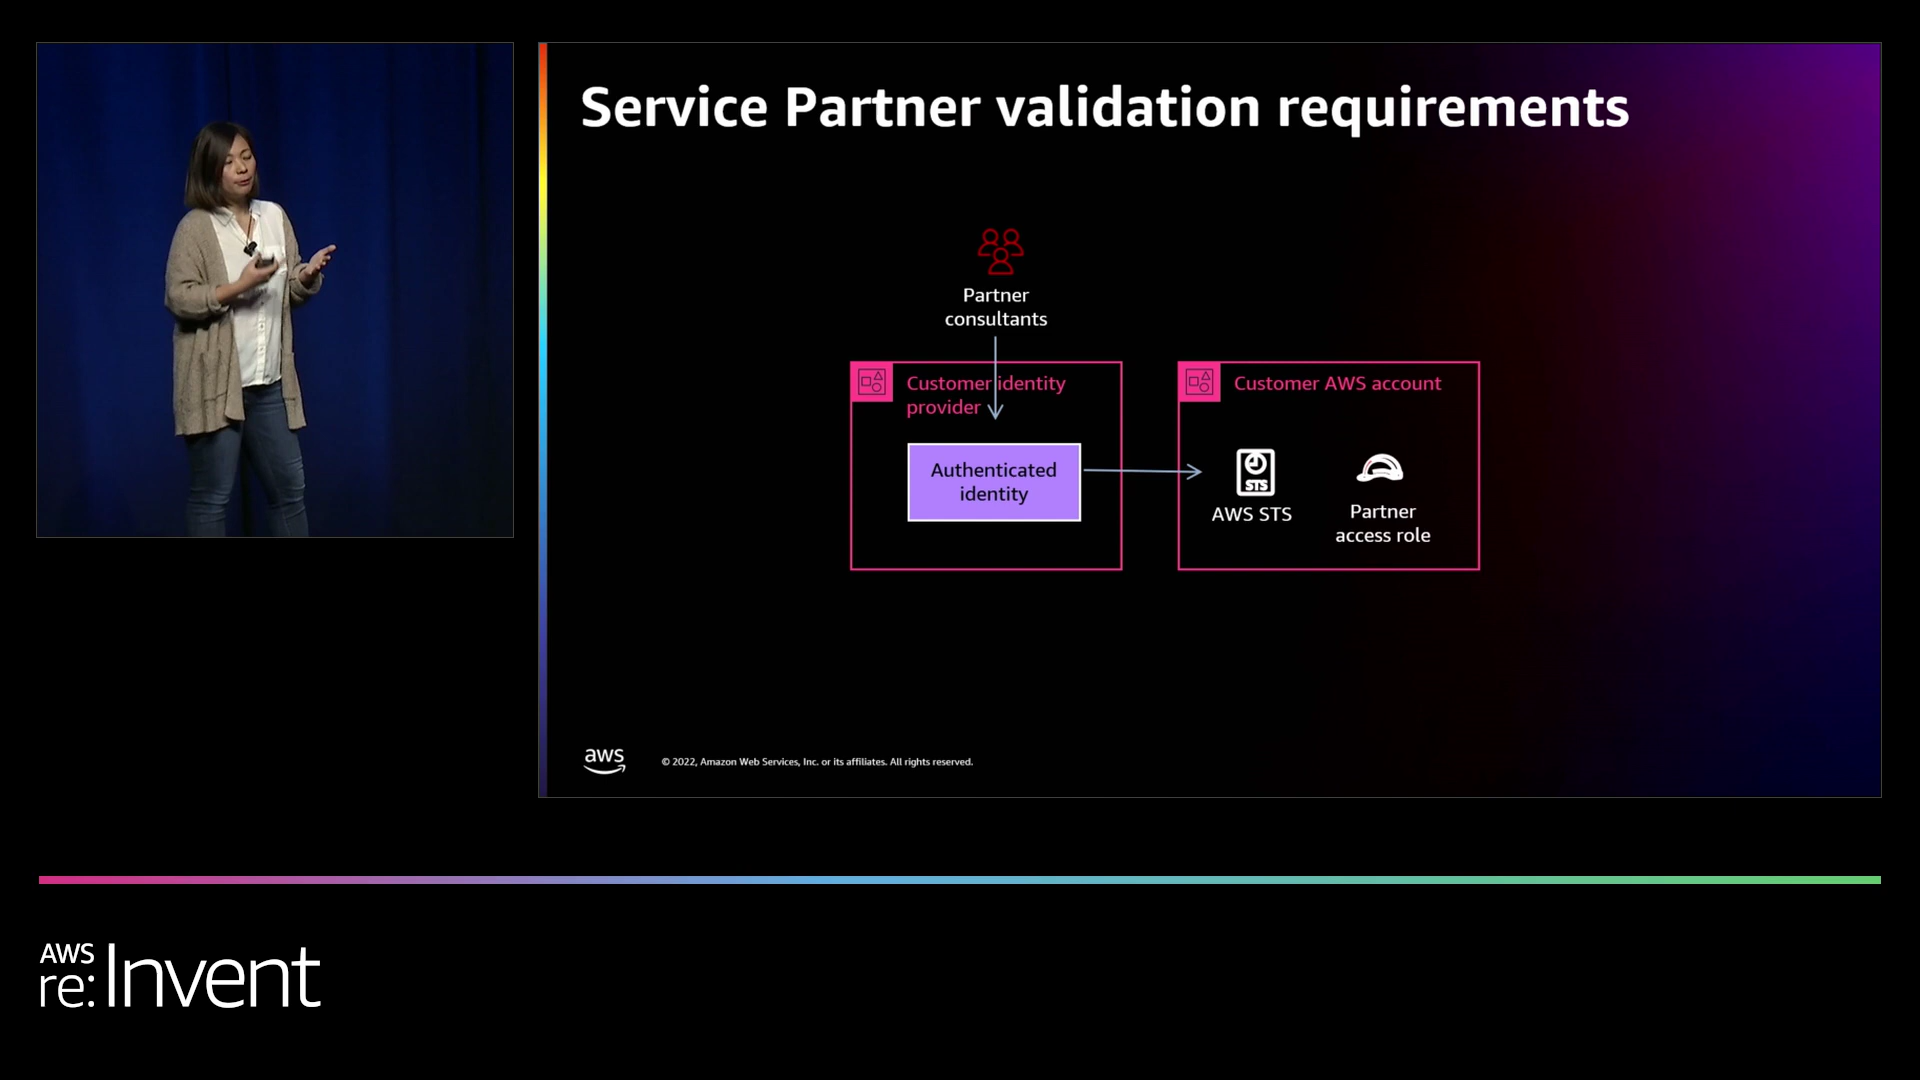 Service Partner validation requirements
Partner
consultants
Customer identity
provider
Authenticated
identity
Customer AWS account
STS
AWS STS
Partner
access role
aws
© 2022, Amazon Web Services, Inc. or its affiliates. All rights reserved.
AWS
re:Invent